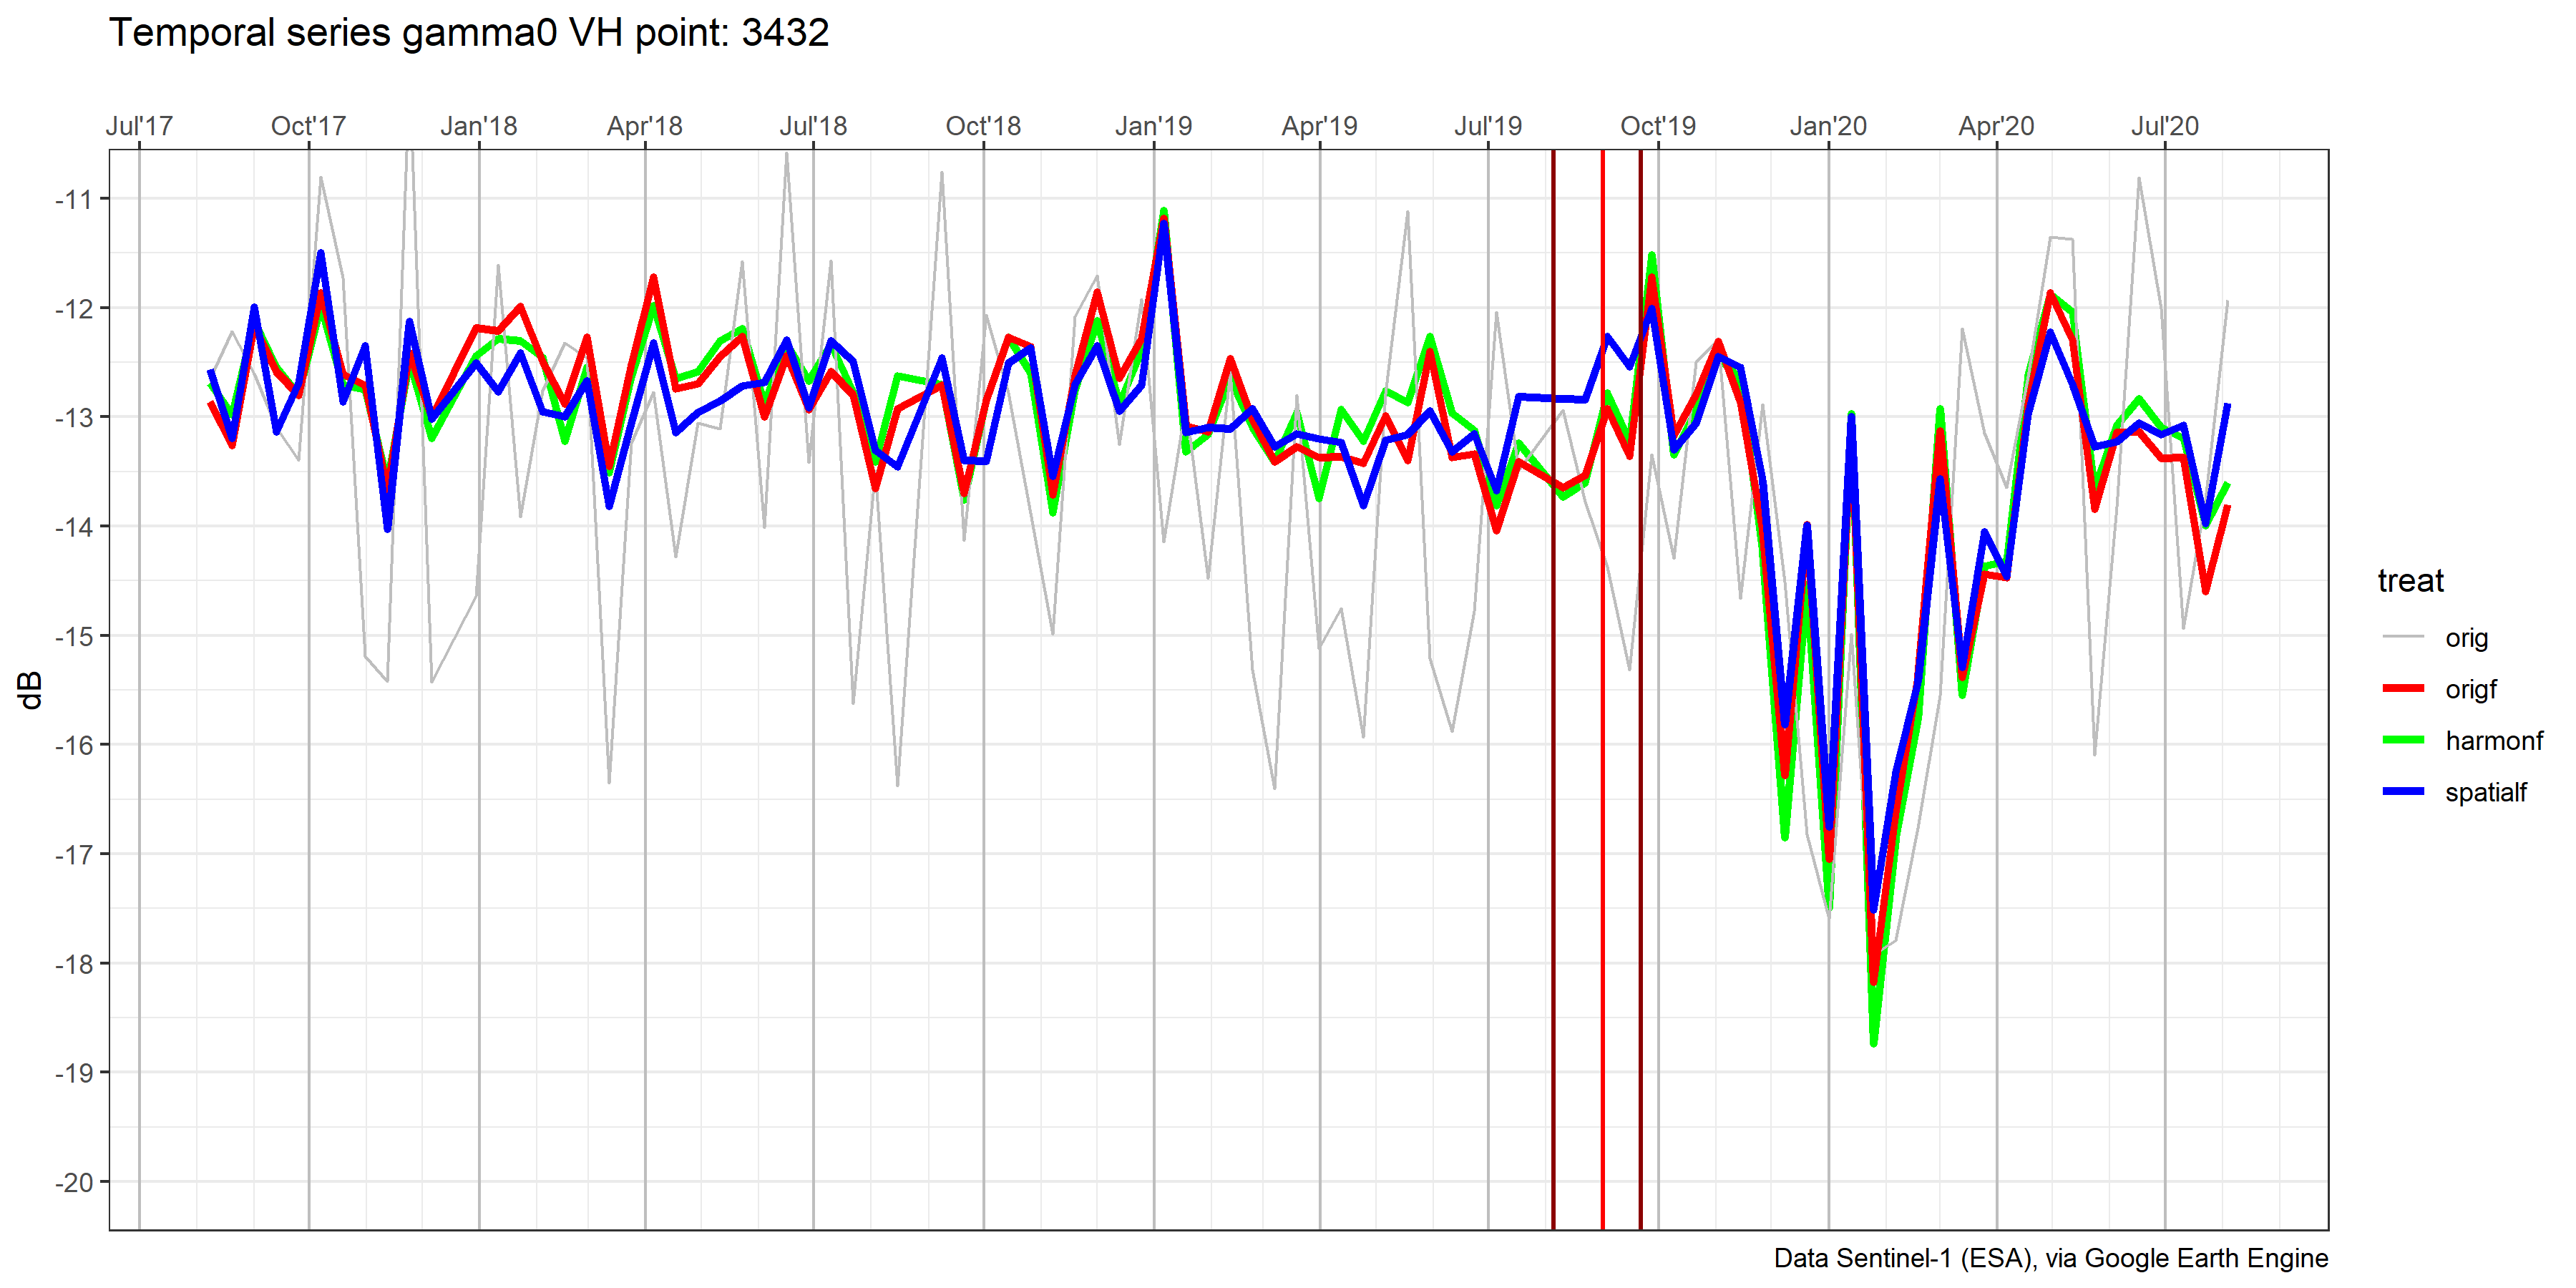 Temporal series gamma0 VH point: 3432
Jul'17 Oct'17 Jan'18 Apr'18 Jul'18 Oct'18 Jan'19 Apr'19 Jul'19 Oct'19 Jan'20 Apr'20 Jul'20
-11
-12
-13
-14
-15
-16
-17
-18
-19
-20
dB
treat
orig
origf
harmonf
spatialf
Data Sentinel-1 (ESA), via Google Earth Engine